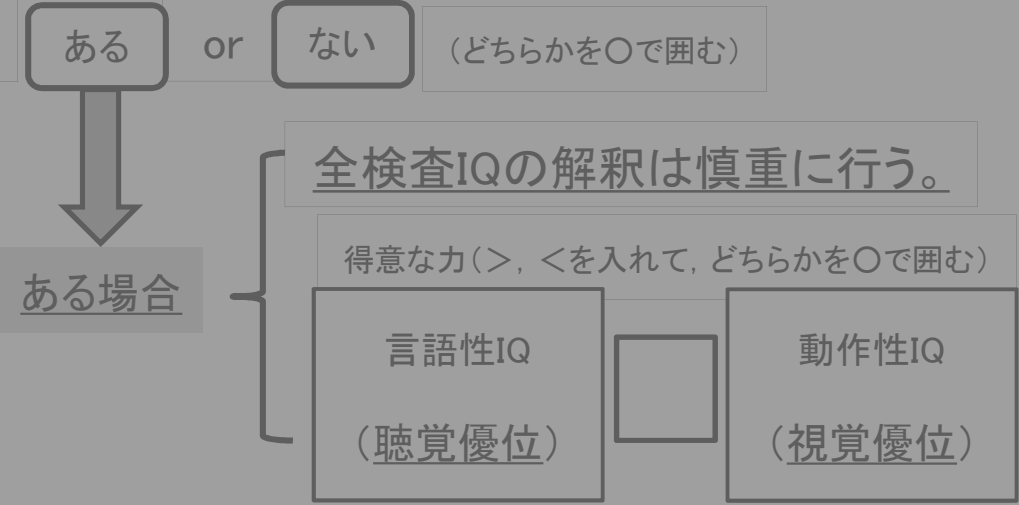 ある or ない (どちらかを〇で囲む)
全検査IQの解釈は慎重に行う。
得意な力(>, <を入れて, どちらかを〇で囲む)
ある場合
言語性IQ 動作性IQ
(聴覚優位) (視覚優位)